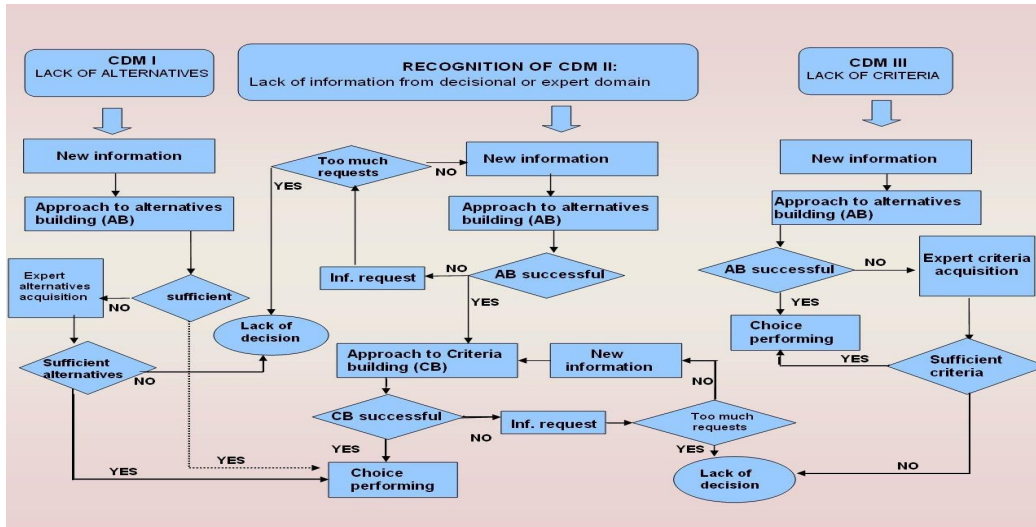 CDM I
LACK OF ALTERNATIVES
New information
Approach to alternatives
building (AB)
Expert
alternatives
acquisition
NO
sufficient
Sufficient
alternatives
NO
YES
YES
RECOGNITION OF CDM II:
Lack of information from decisional or expert domain
Too much
requests
YES
NO
New information
Approach to alternatives
building (AB)
Inf. request
NO
AB successful
YES
Lack of
decision
Approach to Criteria
building (CB)
New
information
NO
CB successful
NO
Inf. request
Too much
requests
YES
YES
Choice
performing
Lack of
decision
CDM III
LACK OF CRITERIA
New information
Approach to alternatives
building (AB)
AB successful
NO
Expert criteria
acquisition
YES
Choice
performing
YES
Sufficient
criteria
NO